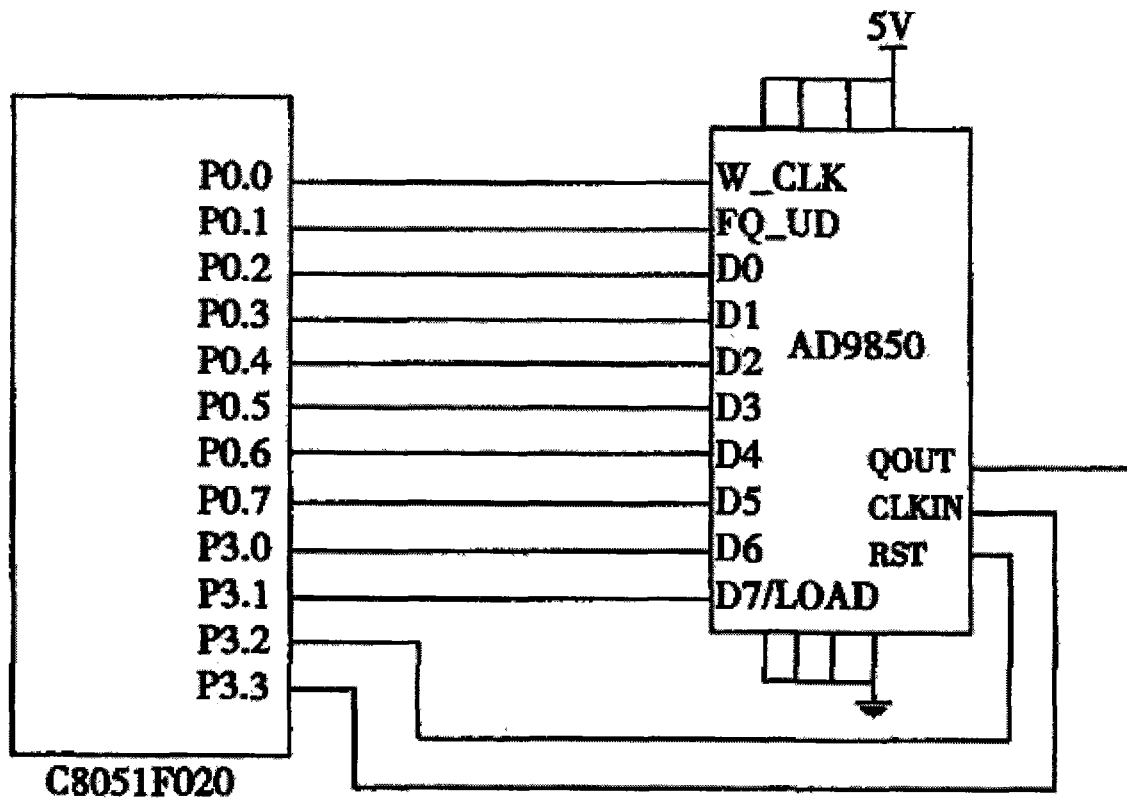 5V
P0.0
P0.1
P0.2
P0.3
P0.4
P0.5
P0.6
P0.7
P3.0
P3.1
P3.2
P3.3
C8051F020
W_CLK
FQ_UD
D0
D1
D2
D3
D4
D5
D6
D7/LOAD
AD9850
QOUT
CLKIN
RST